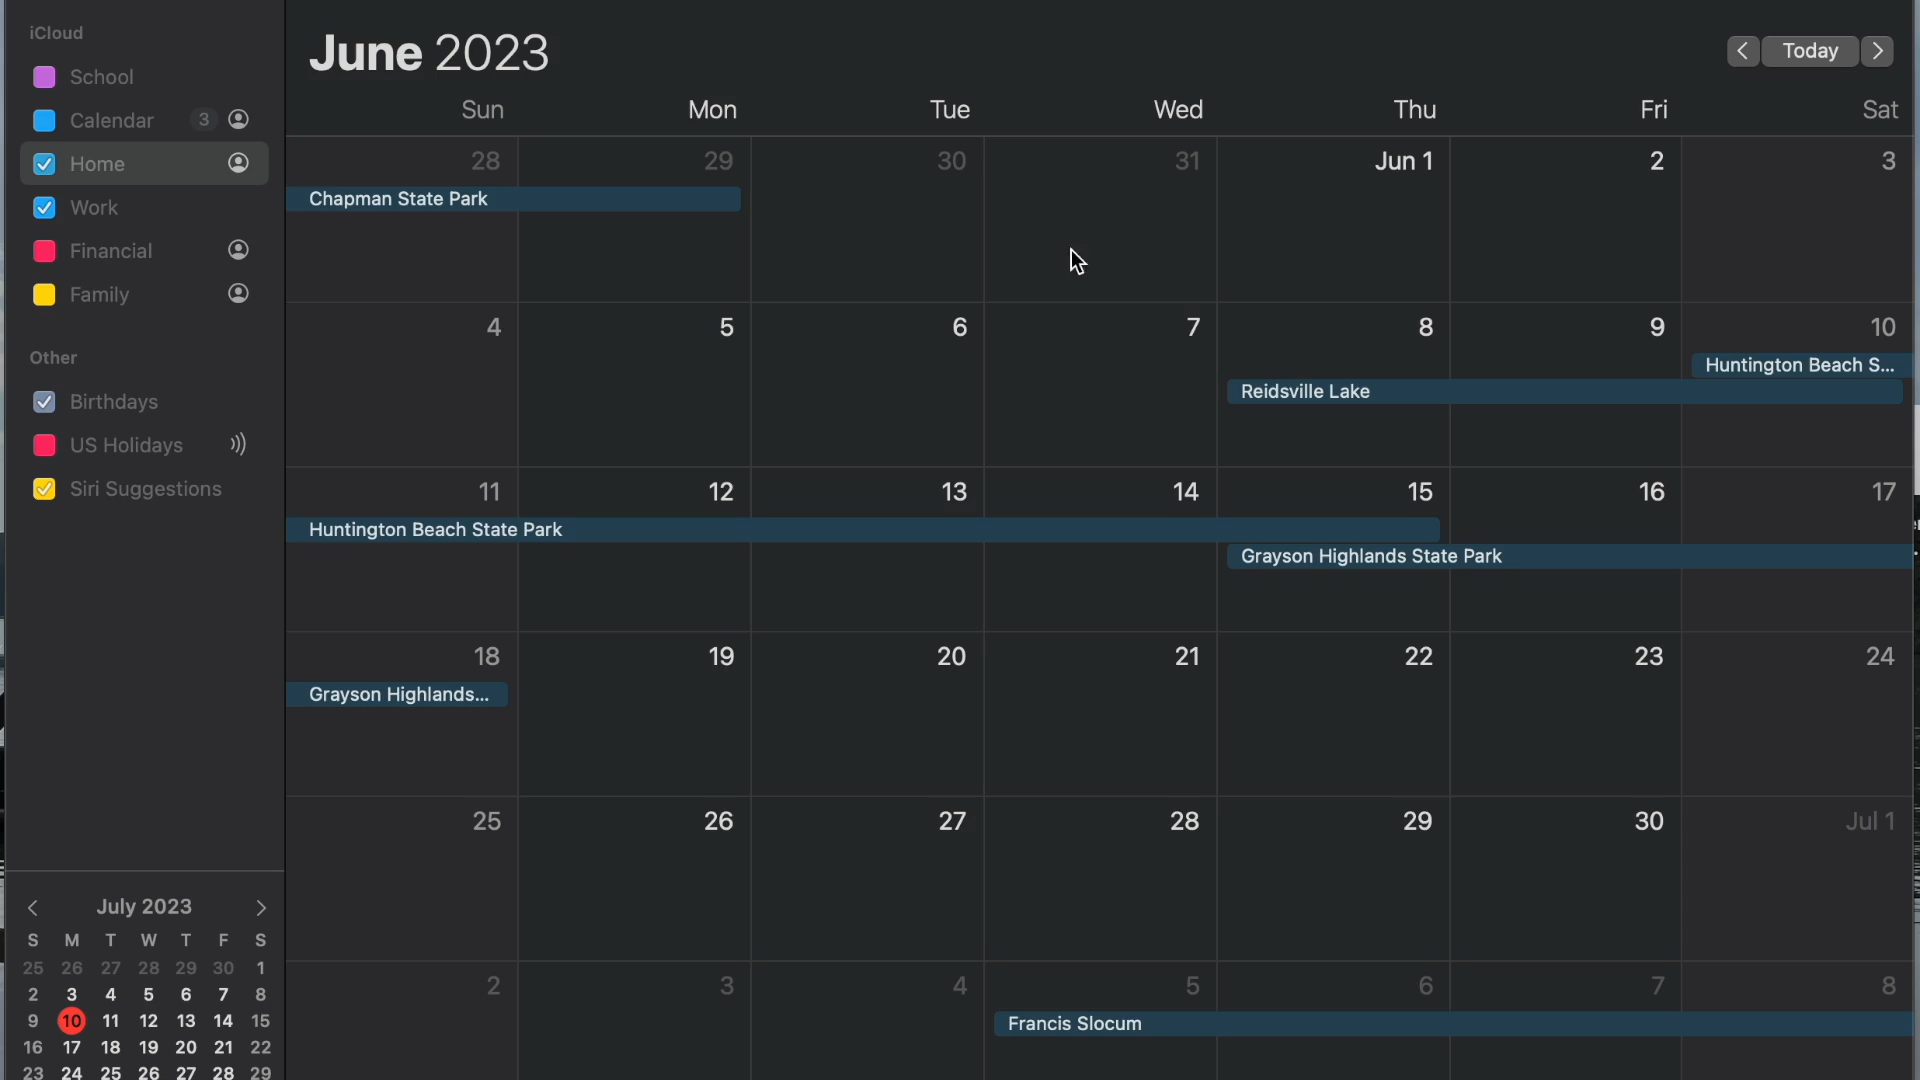 iCloud
School
Calendar 3
Home
Work
Financial
Family
Other
Birthdays
US Holidays
Siri Suggestions
July 2023
S M T W T F S
25 26 27 28 29 30 1
2 3 4 5 6 7 8
9 10 11 12 13 14 15
16 17 18 19 20 21 22
23 24 25 26 27 28 29
June 2023
Today
Sun Mon Tue Wed Thu Fri Sat
28 29 30 31 Jun 1 2 3
Chapman State Park
4 5 6 7 8 9 10
Huntington Beach S...
Reidsville Lake
11 12 13 14 15 16 17
Huntington Beach State Park
Grayson Highlands State Park
18 19 20 21 22 23 24
Grayson Highlands...
25 26 27 28 29 30 Jul 1
2 3 4 5 6 7 8
Francis Slocum